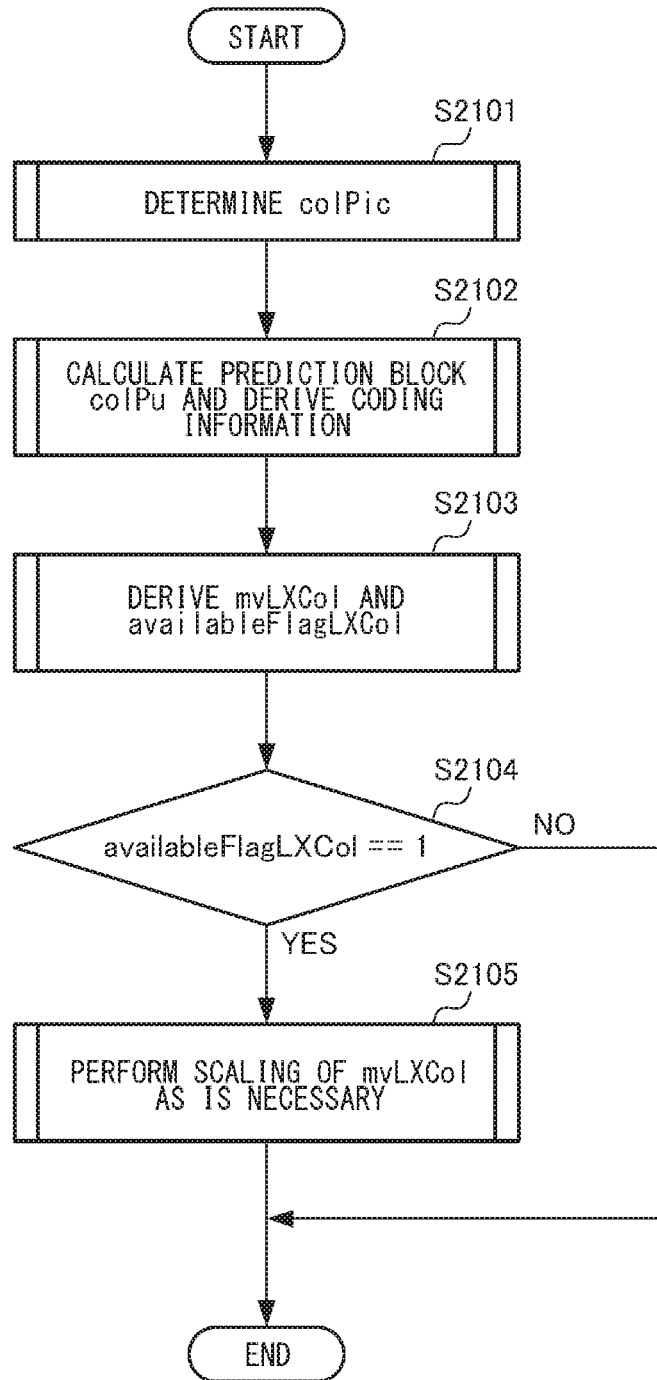 START
S2101
DETERMINE colPic
S2102
CALCULATE PREDICTION BLOCK
colPu AND DERIVE CODING
INFORMATION
S2103
DERIVE mvLXCol AND
availableFlagLXCol
S2104
availableFlagLXCol == 1
NO
YES
S2105
PERFORM SCALING OF mvLXCol
AS IS NECESSARY
END